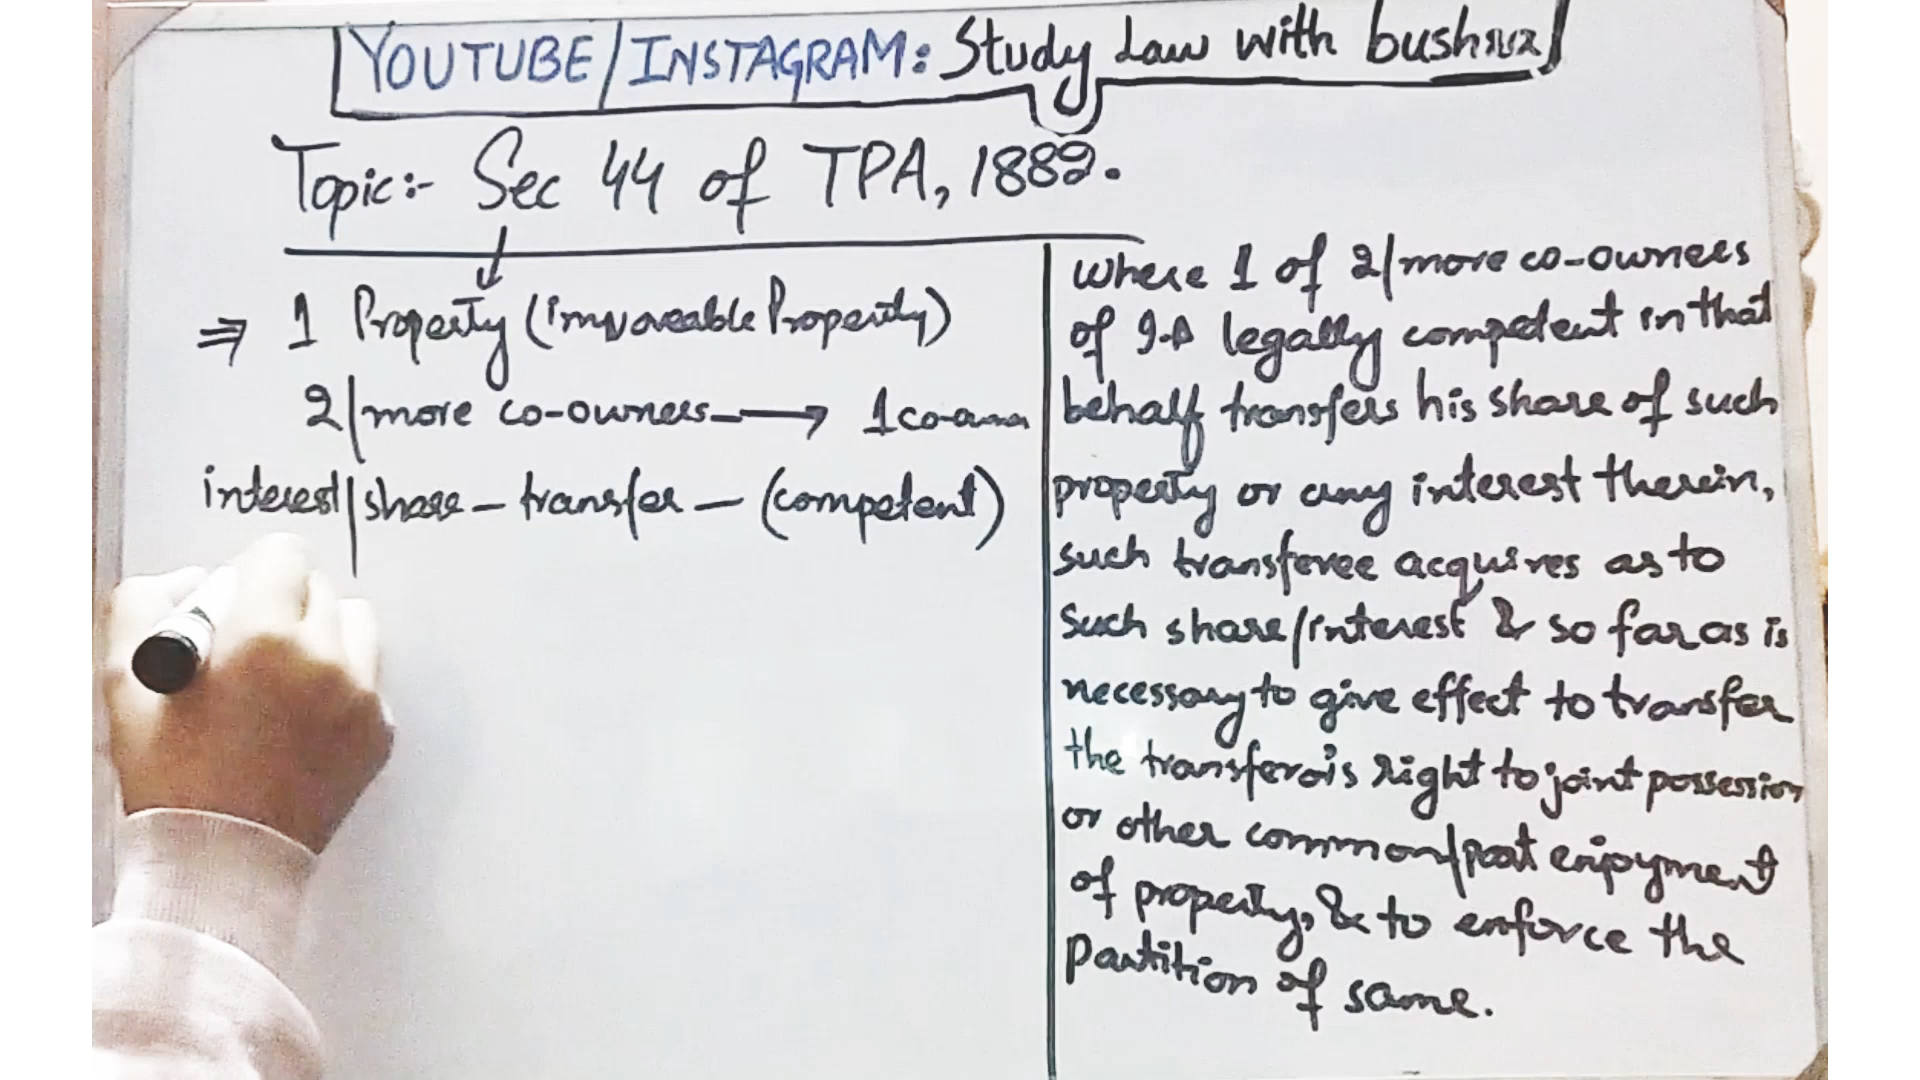 YOUTUBE/INSTAGRAM: Study Law with bushra
Topic:- Sec 44 of TPA, 1882.
⇒ 1 Property (immoveable Property)
2/more co-owners → 1 co-owner
interest/share - transfer - (competent)
where 1 of 2/more co-owners
of I.P legally competent in that
behalf transfers his share of such
property or any interest therein,
such transferee acquires as to
such share/interest & so far as is
necessary to give effect to transfer
the transferor's right to joint possession
or other common/part enjoyment
of property, & to enforce the
partition of same.